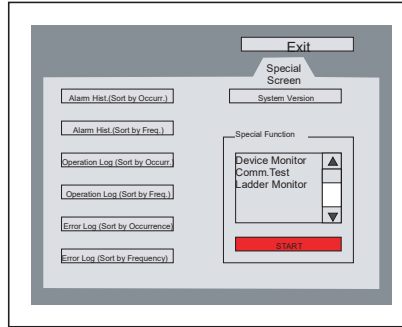 Exit
Special
Screen
Alarm Hist.(Sort by Occurr.)
System Version
Alarm Hist.(Sort by Freq.)
Operation Log (Sort by Occurr.)
Operation Log (Sort by Freq.)
Error Log (Sort by Occurrence)
Error Log (Sort by Frequency)
Special Function
Device Monitor
Comm.Test
Ladder Monitor
START